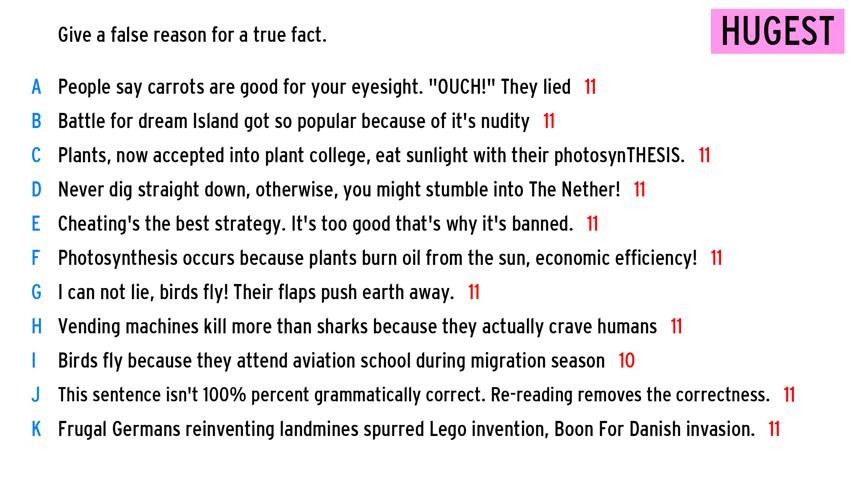 Give a false reason for a true fact.
HUGEST
A People say carrots are good for your eyesight. "OUCH!" They lied 11
B Battle for dream Island got so popular because of it's nudity 11
C Plants, now accepted into plant college, eat sunlight with their photosynTHESIS. 11
D Never dig straight down, otherwise, you might stumble into The Nether! 11
E Cheating's the best strategy. It's too good that's why it's banned. 11
F Photosynthesis occurs because plants burn oil from the sun, economic efficiency! 11
G I can not lie, birds fly! Their flaps push earth away. 11
H Vending machines kill more than sharks because they actually crave humans 11
I Birds fly because they attend aviation school during migration season 10
J This sentence isn't 100% percent grammatically correct. Re-reading removes the correctness. 11
K Frugal Germans reinventing landmines spurred Lego invention, Boon For Danish invasion. 11